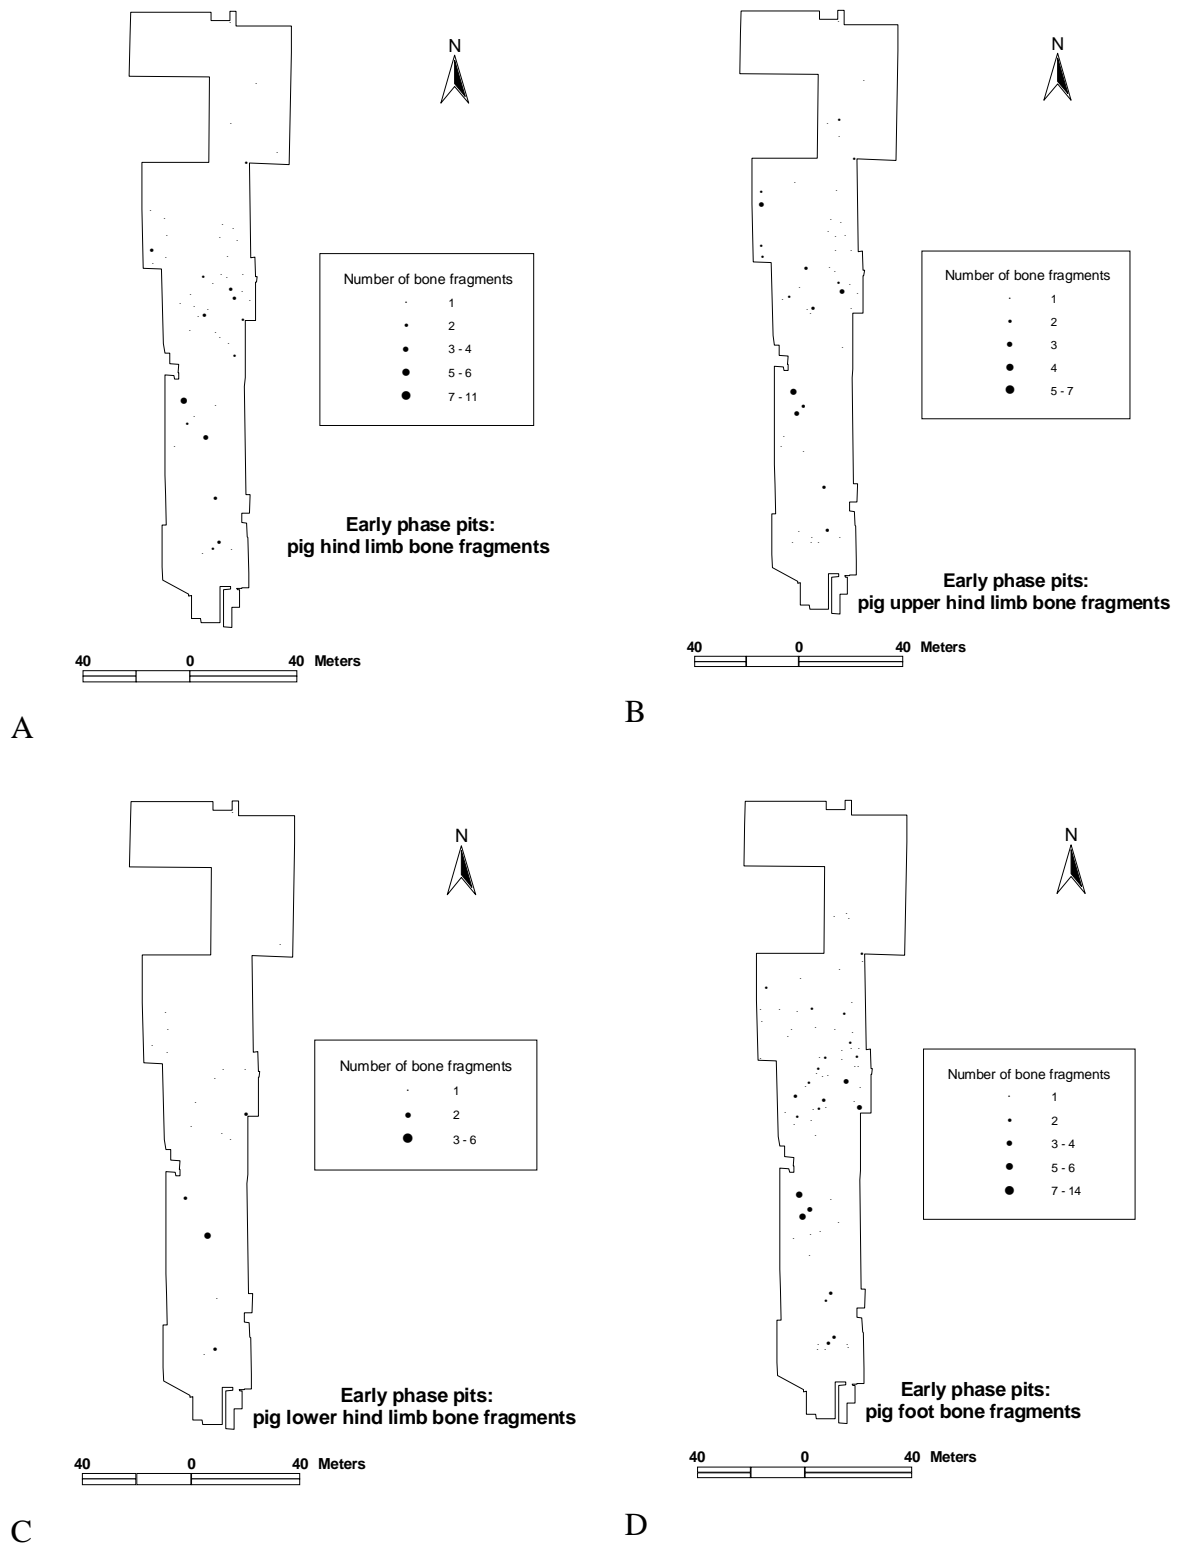 N
Number of bone fragments
1
2
3 - 4
5 - 6
7 - 11
Early phase pits:
pig hind limb bone fragments
40 0 40 Meters
A
N
Number of bone fragments
1
2
3
4
5 - 7
Early phase pits:
pig upper hind limb bone fragments
40 0 40 Meters
B
N
Number of bone fragments
1
2
3 - 6
Early phase pits:
pig lower hind limb bone fragments
40 0 40 Meters
C
N
Number of bone fragments
1
2
3 - 4
5 - 6
7 - 14
Early phase pits:
pig foot bone fragments
40 0 40 Meters
D